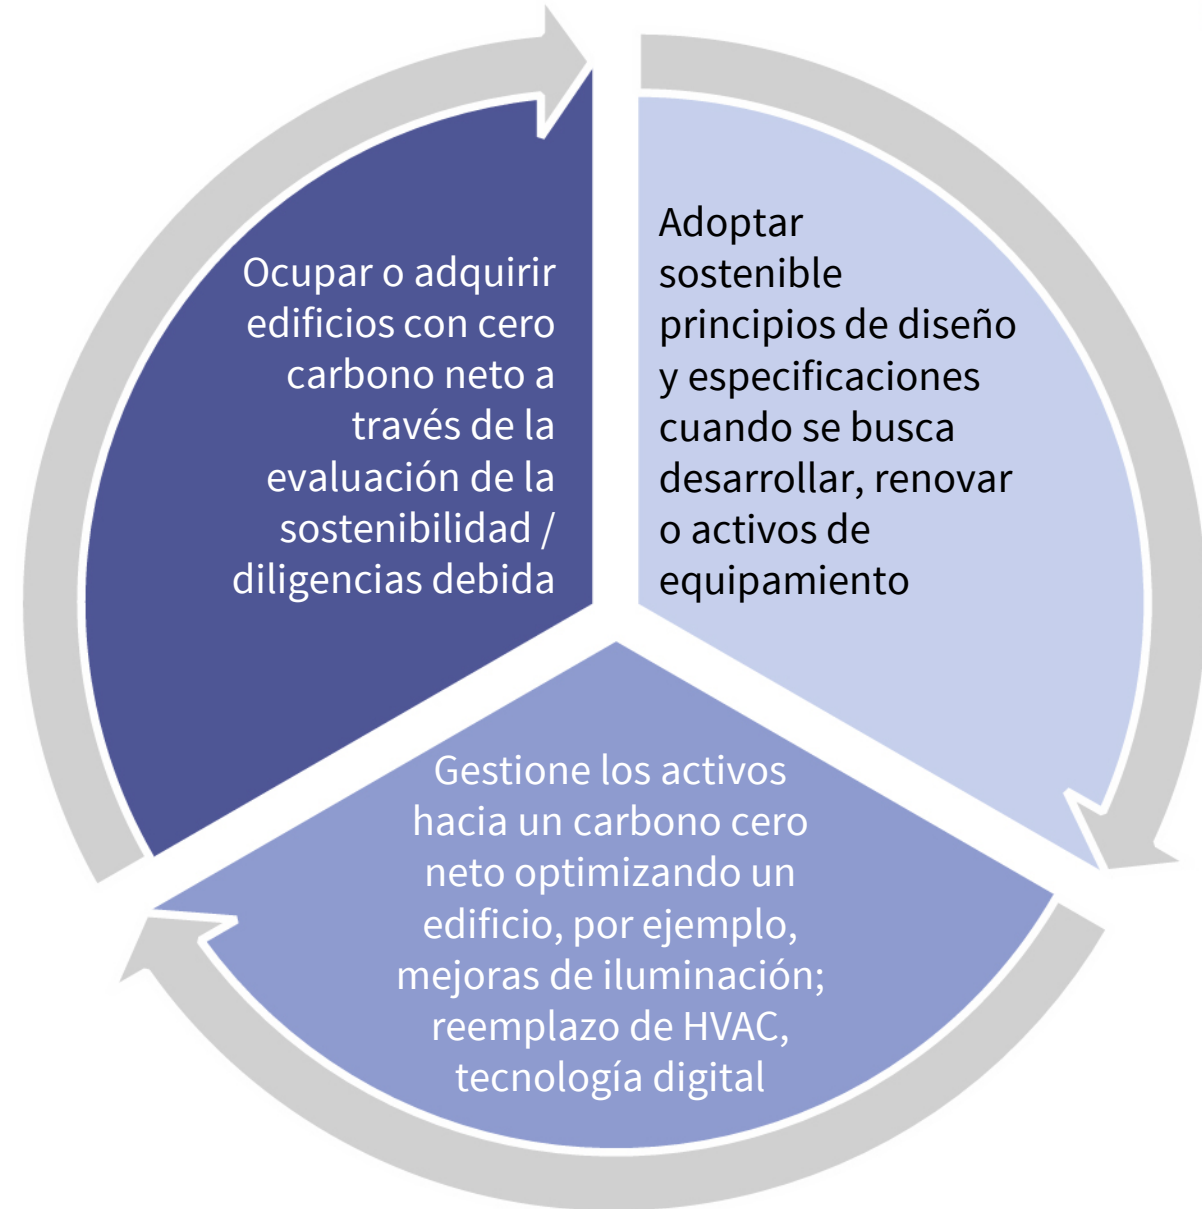 Ocupar o adquirir
edificios con cero
carbono neto a
través de la
evaluación de la
sostenibilidad /
diligencias debida
Adoptar
sostenible
principios de diseño
y especificaciones
cuando se busca
desarrollar, renovar
o activos de
equipamiento
Gestione los activos
hacia un carbono cero
neto optimizando un
edificio, por ejemplo,
mejoras de iluminación;
reemplazo de HVAC,
tecnología digital